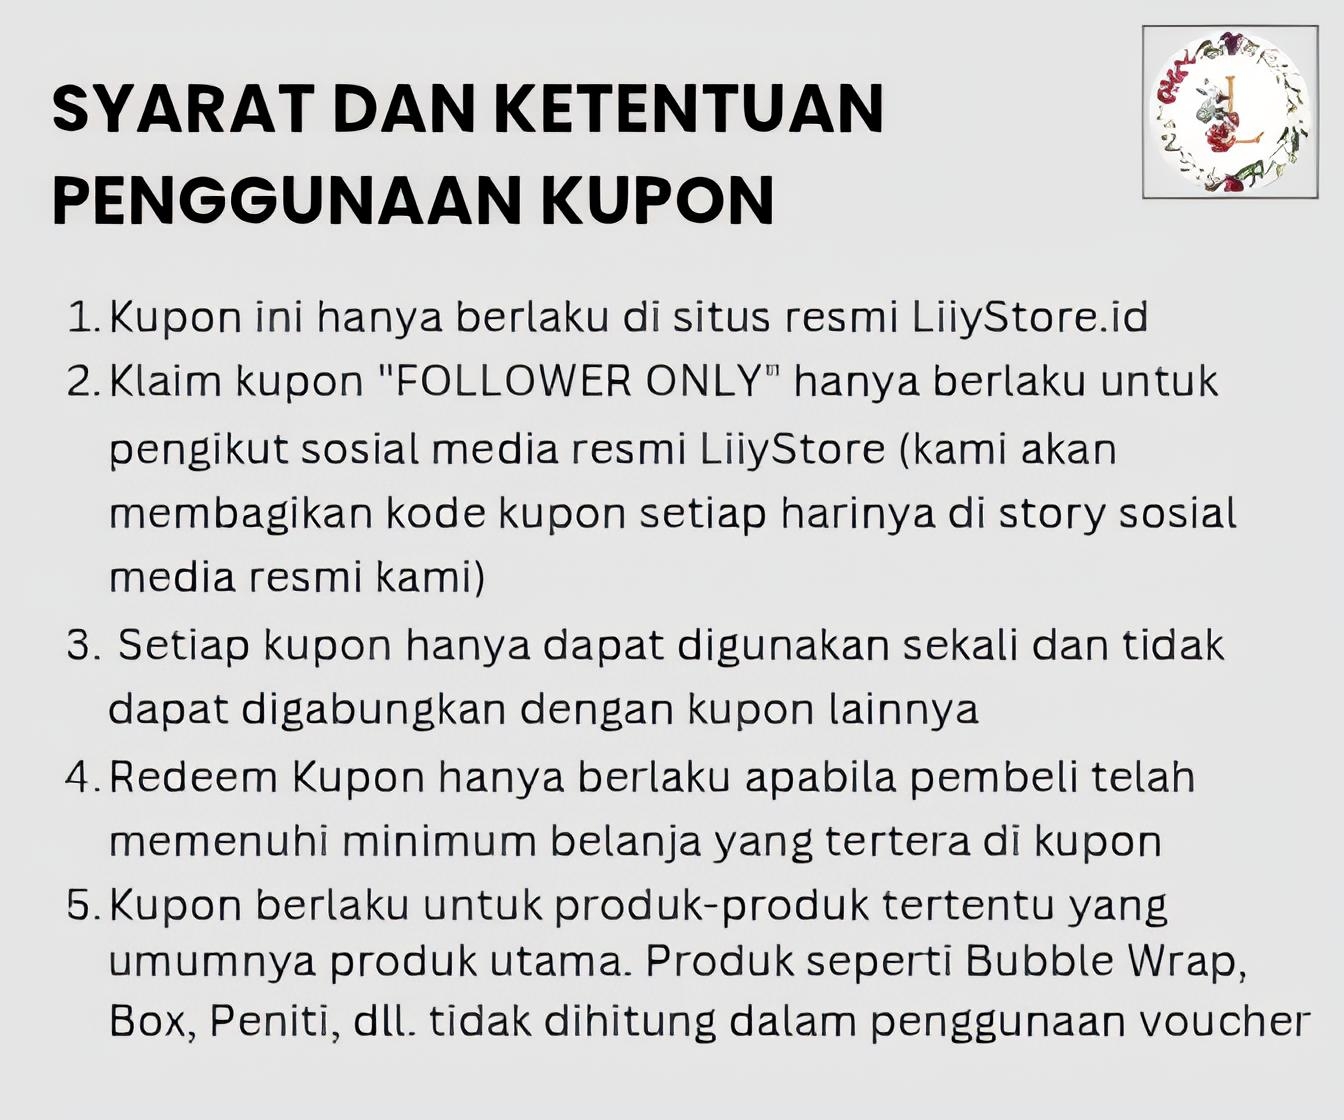 SYARAT DAN KETENTUAN
PENGGUNAAN KUPON
1. Kupon ini hanya berlaku di situs resmi LiiyStore.id
2. Klaim kupon "FOLLOWER ONLY" hanya berlaku untuk
pengikut sosial media resmi LiiyStore (kami akan
membagikan kode kupon setiap harinya di story sosial
media resmi kami)
3. Setiap kupon hanya dapat digunakan sekali dan tidak
dapat digabungkan dengan kupon lainnya
4. Redeem Kupon hanya berlaku apabila pembeli telah
memenuhi minimum belanja yang tertera di kupon
5. Kupon berlaku untuk produk-produk tertentu yang
umumnya produk utama. Produk seperti Bubble Wrap,
Box, Peniti, dll. tidak dihitung dalam penggunaan voucher